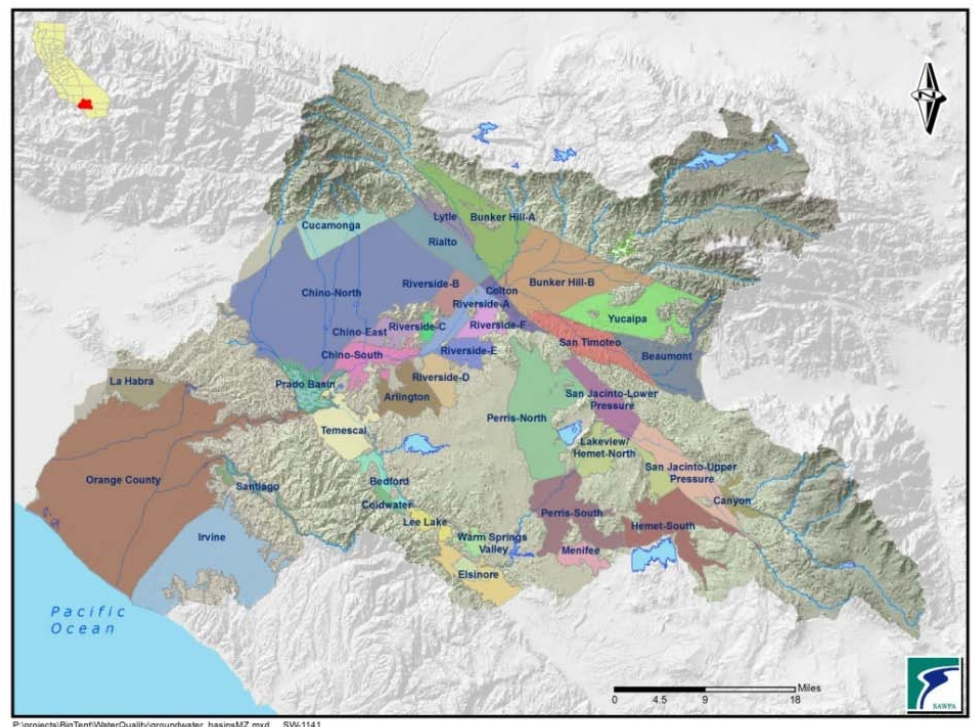 Lytle
Bunker Hill-A
Cucamonga
Rialto
Bunker Hill-B
Riverside-B
Colton
Chino-North
Riverside-A
Yucaipa
Riverside-C
Riverside-F
Chino-East
San Timoteo
Riverside-E
Chino-South
Beaumont
Prado Basin
Riverside-D
La Habra
Arlington
San Jacinto-Lower
Pressure
Perris-North
Temescal
Lakeview/
Hemet-North
San Jacinto-Upper
Pressure
Orange County
Santiago
Bedford
Canyon
Coldwater
Perris-South
Lee Lake
Hemet-South
Irvine
Warm Springs
Valley
Menifee
Elsinore
Pacific
Ocean
N
Miles
0 4.5 9 18
SAWPA
P:\projects\BigTent\WaterQuality\groundwater_basinsMZ.mxd SW-1141